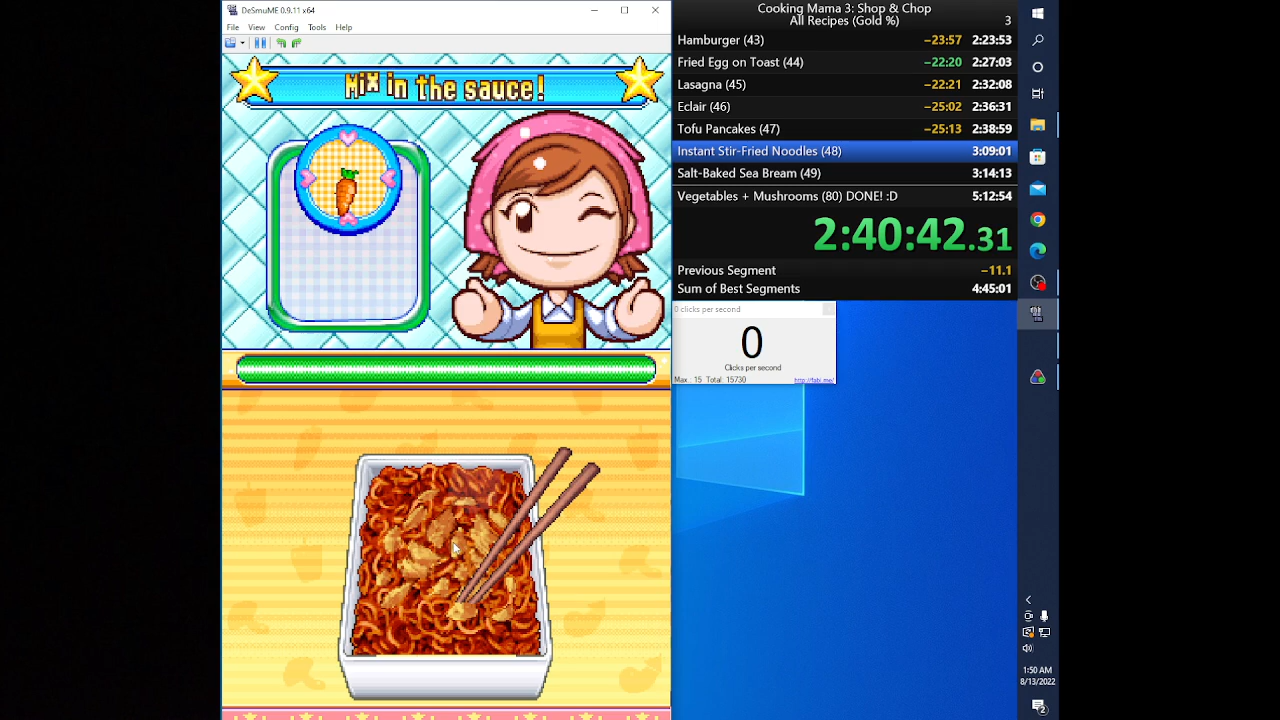 DeSmuME 0.9.11 x64
File View Config Tools Help
Mix in the sauce!
Cooking Mama 3: Shop & Chop
All Recipes (Gold %) 3
Hamburger (43) −23:57 2:23:53
Fried Egg on Toast (44) −22:20 2:27:03
Lasagna (45) −22:21 2:32:08
Eclair (46) −25:02 2:36:31
Tofu Pancakes (47) −25:13 2:38:59
Instant Stir-Fried Noodles (48) 3:09:01
Salt-Baked Sea Bream (49) 3:14:13
Vegetables + Mushrooms (80) DONE! :D 5:12:54
2:40:42.31
Previous Segment −11.1
Sum of Best Segments 4:45:01
0 clicks per second
0
Clicks per second
Max : 15 Total: 15730 http://fabi.me/
1:50 AM
8/13/2022
2